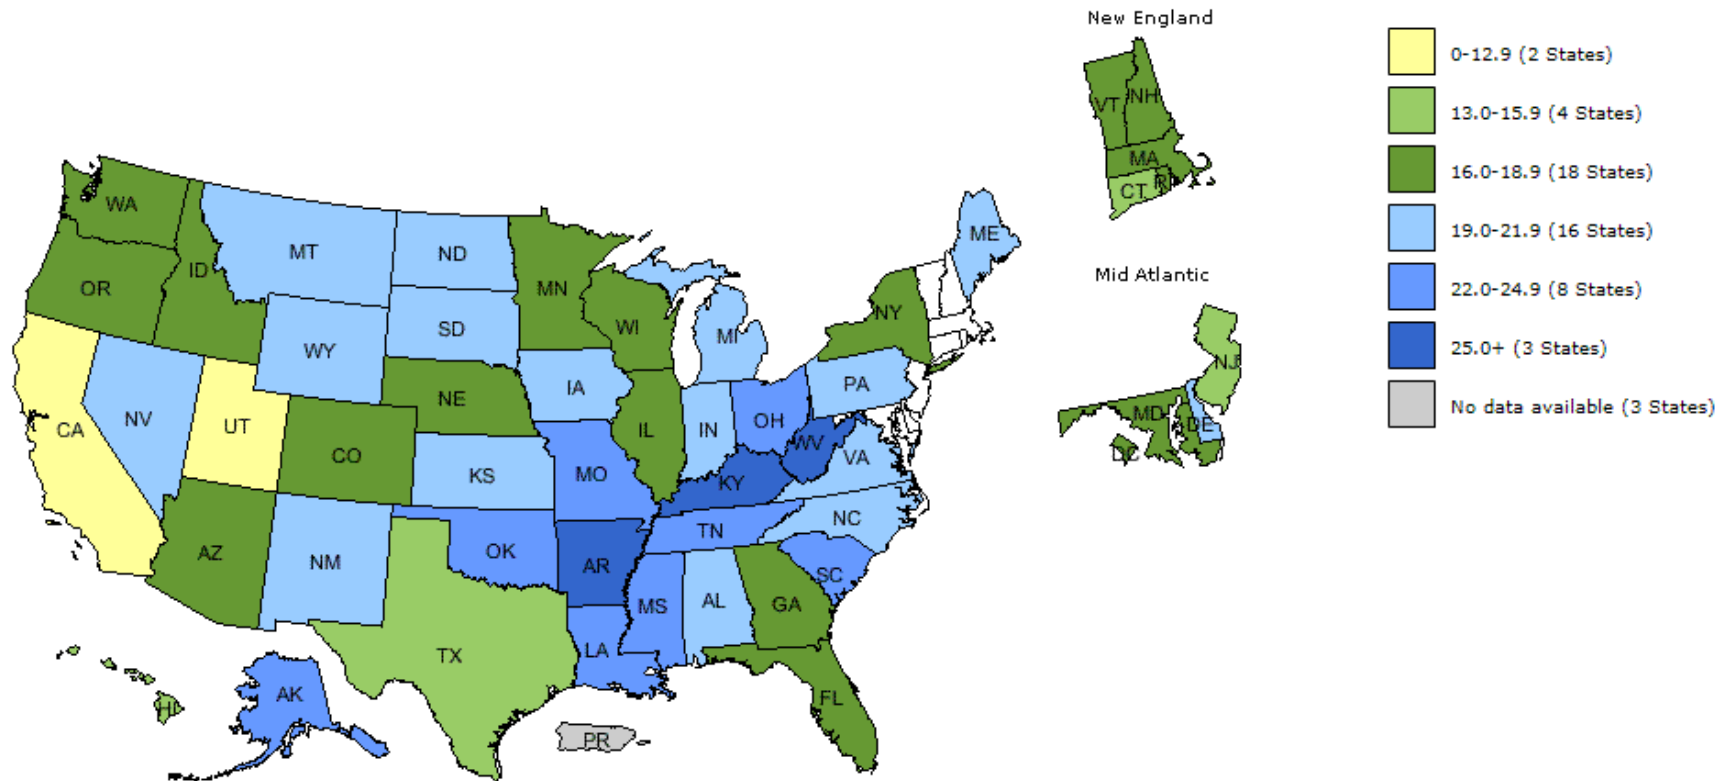 New England
0-12.9 (2 States)
13.0-15.9 (4 States)
16.0-18.9 (18 States)
19.0-21.9 (16 States)
22.0-24.9 (8 States)
25.0+ (3 States)
No data available (3 States)
VT NH
MA
CT RI
Mid Atlantic
NJ
MD
DE
DC
WA
MT
ND
ME
ID
OR
MN
NY
SD
WI
MI
WY
IA
PA
NE
NV
UT
CA
IL
IN
OH
WV
CO
VA
KS
MO
KY
NC
TN
AZ
NM
OK
AR
SC
MS
AL
GA
LA
TX
AK
FL
HI
PR